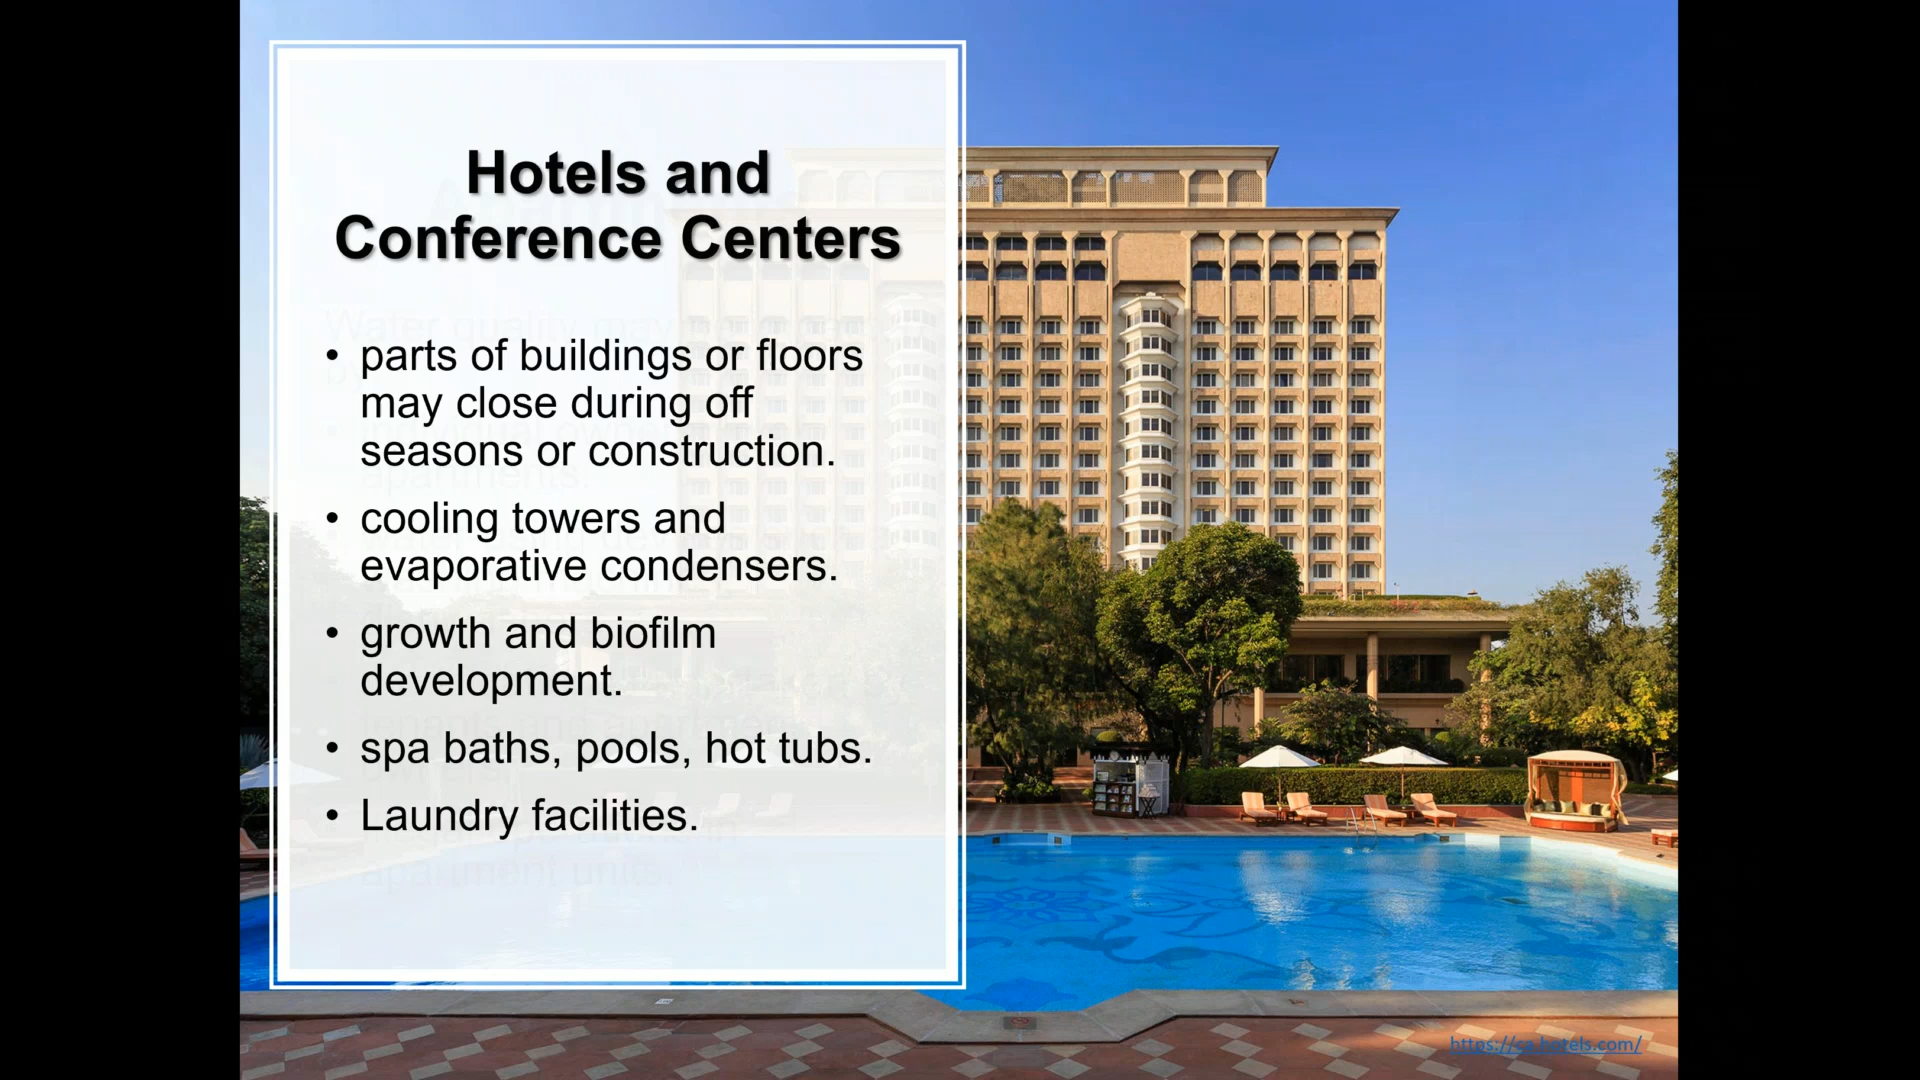 Hotels and
Conference Centers
• parts of buildings or floors
may close during off
seasons or construction.
• cooling towers and
evaporative condensers.
• growth and biofilm
development.
• spa baths, pools, hot tubs.
• Laundry facilities.
https://ca.hotels.com/